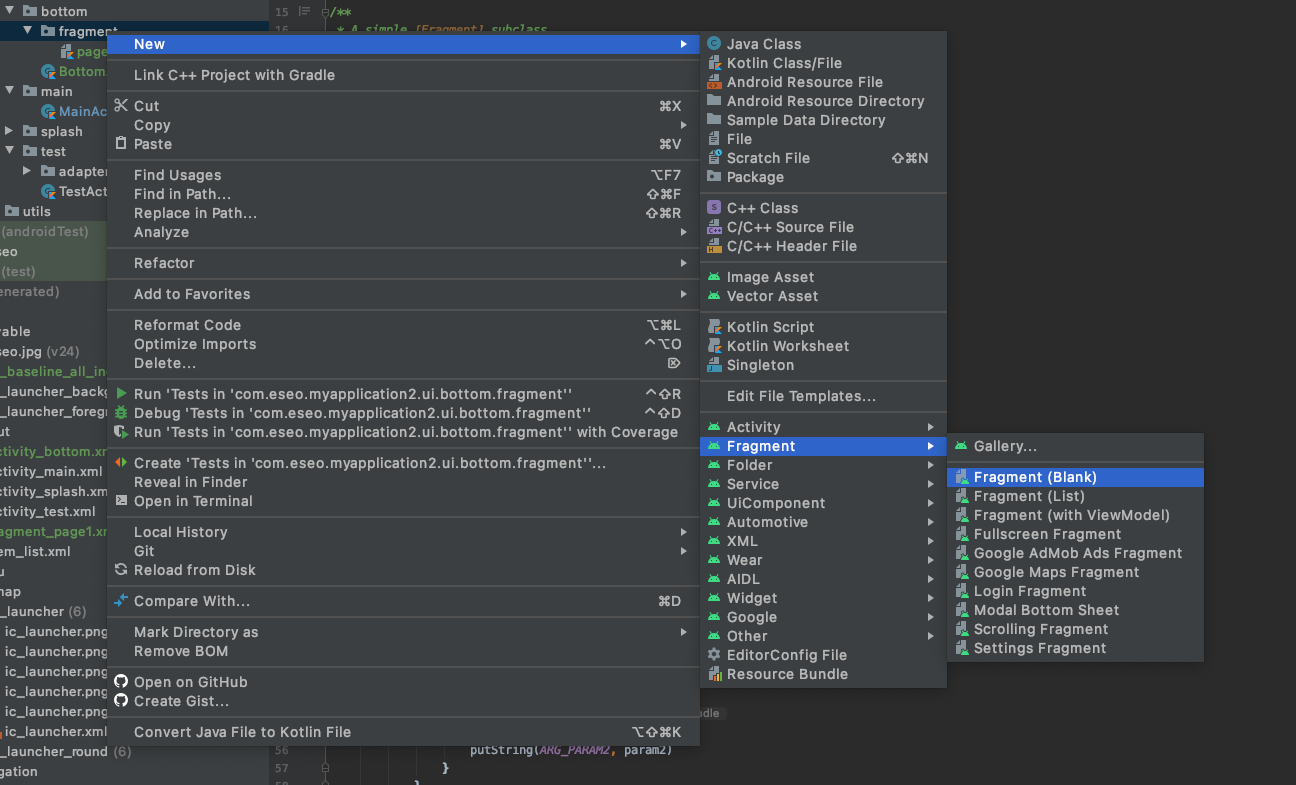 bottom
fragment
page
Bottom
main
MainAc
splash
test
adapter
TestAct
utils
(androidTest)
seo
(test)
enerated)
vable
seo.jpg (v24)
_baseline_all_in
_launcher_backg
_launcher_foregr
ut
ctivity_bottom.xm
ctivity_main.xml
ctivity_splash.xm
ctivity_test.xml
agment_page1.xm
em_list.xml
u
map
_launcher (6)
ic_launcher.png
ic_launcher.png
ic_launcher.png
ic_launcher.png
ic_launcher.png
ic_launcher.xml
_launcher_round (6)
gation
15 /**
16 * A simple [Fragment] subclass
New
Link C++ Project with Gradle
Cut ⌘X
Copy
Paste ⌘V
Find Usages ⌥F7
Find in Path... ⇧⌘F
Replace in Path... ⇧⌘R
Analyze
Refactor
Add to Favorites
Reformat Code ⌥⌘L
Optimize Imports ⌃⌥O
Delete... ⌦
Run 'Tests in 'com.eseo.myapplication2.ui.bottom.fragment'' ⌃⇧R
Debug 'Tests in 'com.eseo.myapplication2.ui.bottom.fragment'' ⌃⇧D
Run 'Tests in 'com.eseo.myapplication2.ui.bottom.fragment'' with Coverage
Create 'Tests in 'com.eseo.myapplication2.ui.bottom.fragment''...
Reveal in Finder
Open in Terminal
Local History
Git
Reload from Disk
Compare With... ⌘D
Mark Directory as
Remove BOM
Open on GitHub
Create Gist...
Convert Java File to Kotlin File ⌥⇧⌘K
Java Class
Kotlin Class/File
Android Resource File
Android Resource Directory
Sample Data Directory
File
Scratch File ⇧⌘N
Package
C++ Class
C/C++ Source File
C/C++ Header File
Image Asset
Vector Asset
Kotlin Script
Kotlin Worksheet
Singleton
Edit File Templates...
Activity
Fragment
Folder
Service
UiComponent
Automotive
XML
Wear
AIDL
Widget
Google
Other
EditorConfig File
Resource Bundle
Gallery...
Fragment (Blank)
Fragment (List)
Fragment (with ViewModel)
Fullscreen Fragment
Google AdMob Ads Fragment
Google Maps Fragment
Login Fragment
Modal Bottom Sheet
Scrolling Fragment
Settings Fragment
dle
56 putString(ARG_PARAM2, param2)
57 }